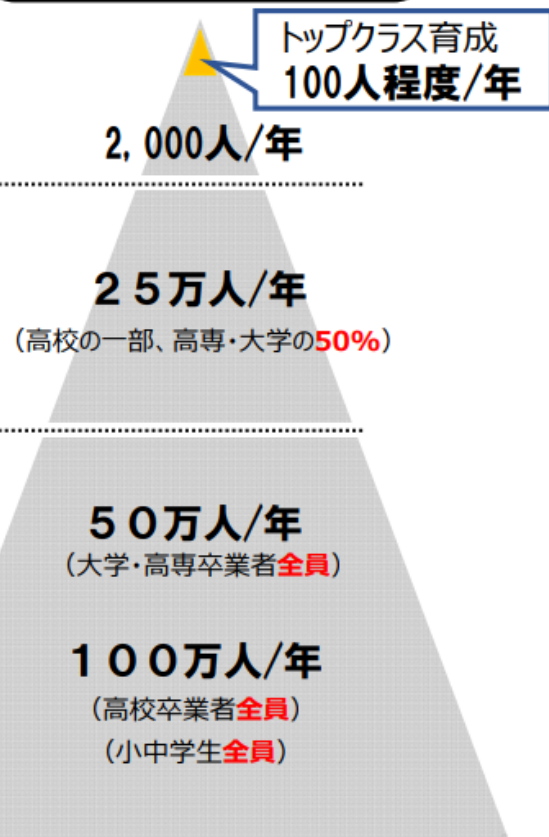 トップクラス育成
100人程度/年
2,000人/年
25万人/年
（高校の一部、高専・大学の50%）
50万人/年
（大学・高専卒業者全員）
100万人/年
（高校卒業者全員）
（小中学生全員）